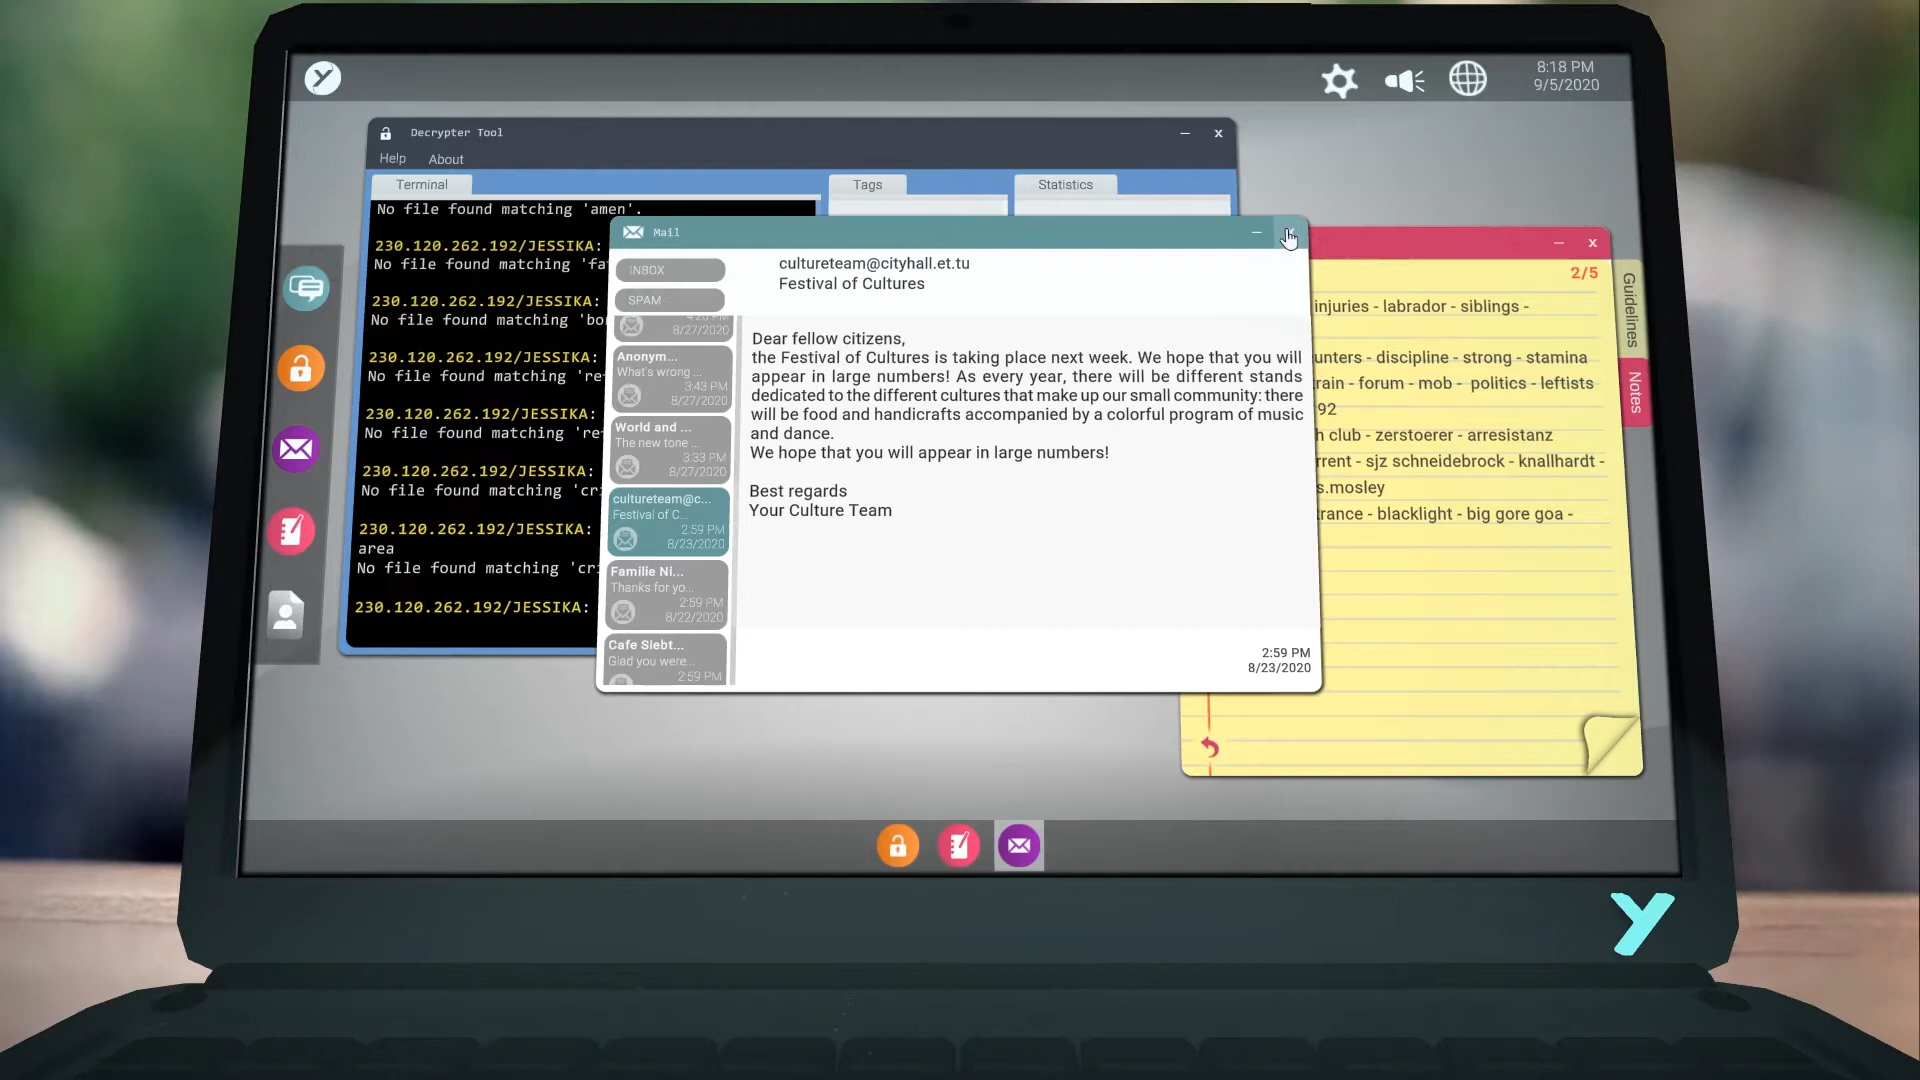 8:18 PM
9/5/2020
Decrypter Tool
Help
About
Terminal
Tags
Statistics
No file found matching 'amen'.
230.120.262.192/JESSIKA:
No file found matching 'fa
230.120.262.192/JESSIKA:
No file found matching 'bo
230.120.262.192/JESSIKA:
No file found matching 're
230.120.262.192/JESSIKA:
No file found matching 're
230.120.262.192/JESSIKA:
No file found matching 'cr
230.120.262.192/JESSIKA:
area
No file found matching 'cr
230.120.262.192/JESSIKA:
Mail
INBOX
SPAM
8/27/2020
Anonym...
What's wrong ...
3:43 PM
8/27/2020
World and ...
The new tone ...
3:33 PM
8/27/2020
cultureteam@c...
Festival of C...
2:59 PM
8/23/2020
Familie Ni...
Thanks for yo...
2:59 PM
8/22/2020
Cafe Siebt...
Glad you were...
2:59 PM
cultureteam@cityhall.et.tu
Festival of Cultures
Dear fellow citizens,
the Festival of Cultures is taking place next week. We hope that you will
appear in large numbers! As every year, there will be different stands
dedicated to the different cultures that make up our small community: there
will be food and handicrafts accompanied by a colorful program of music
and dance.
We hope that you will appear in large numbers!
Best regards
Your Culture Team
2:59 PM
8/23/2020
2/5
injuries - labrador - siblings -
unters - discipline - strong - stamina
train - forum - mob - politics - leftists
92
h club - zerstoerer - arresistanz
rrent - sjz schneidebrock - knallhardt -
s.mosley
trance - blacklight - big gore goa -
Guidelines
Notes